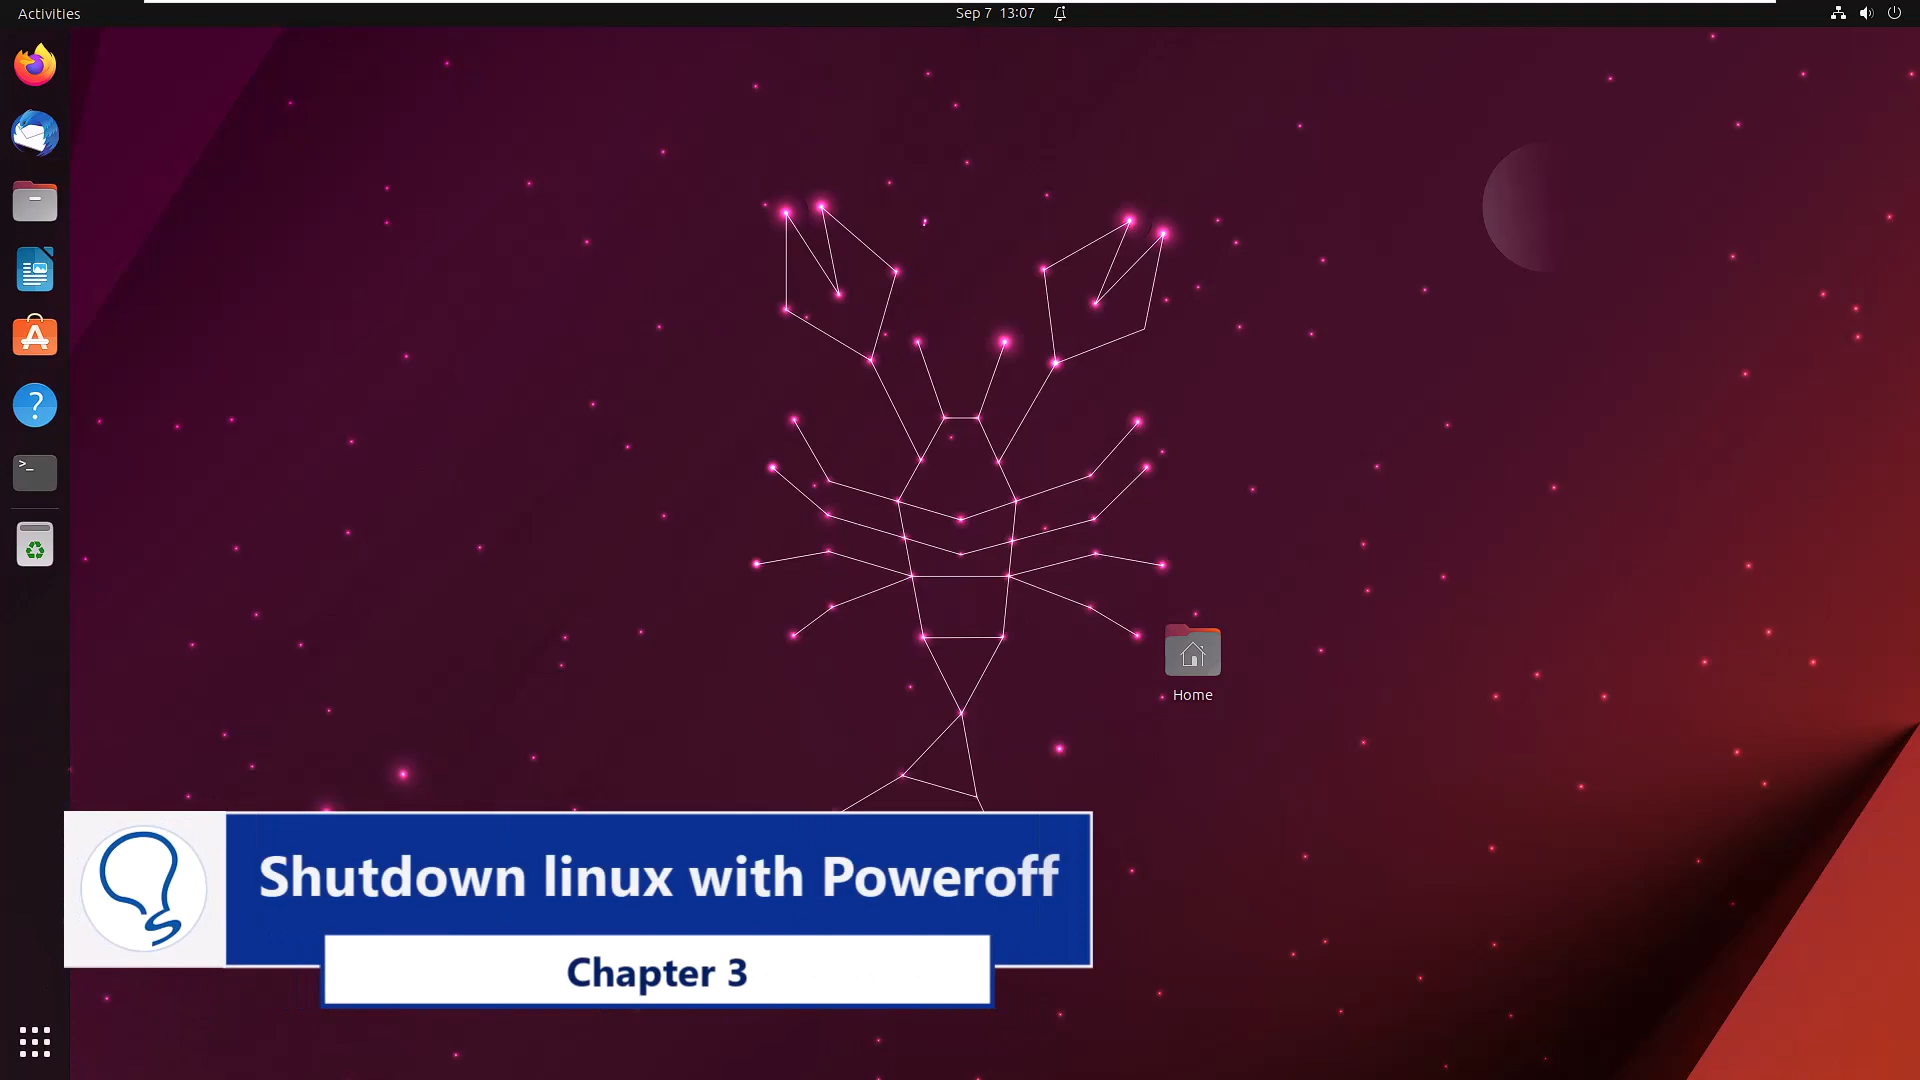 Activities
Sep 7 13:07
Home
Shutdown linux with Poweroff
Chapter 3